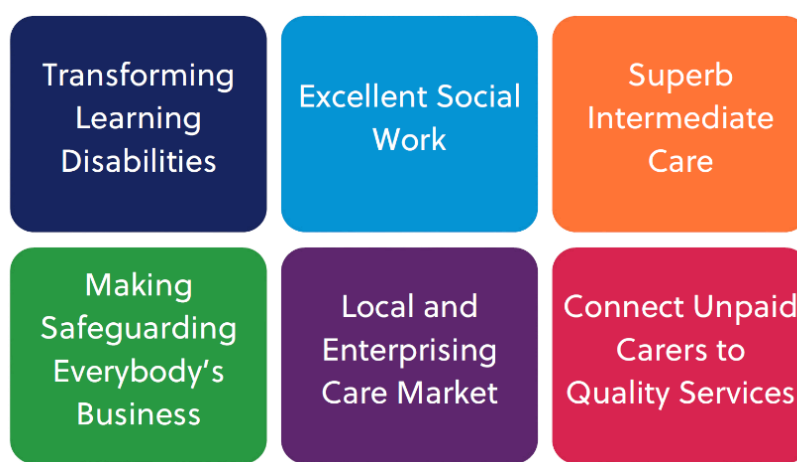 Transforming
Learning
Disabilities
Excellent Social
Work
Superb
Intermediate
Care
Making
Safeguarding
Everybody's
Business
Local and
Enterprising
Care Market
Connect Unpaid
Carers to
Quality Services